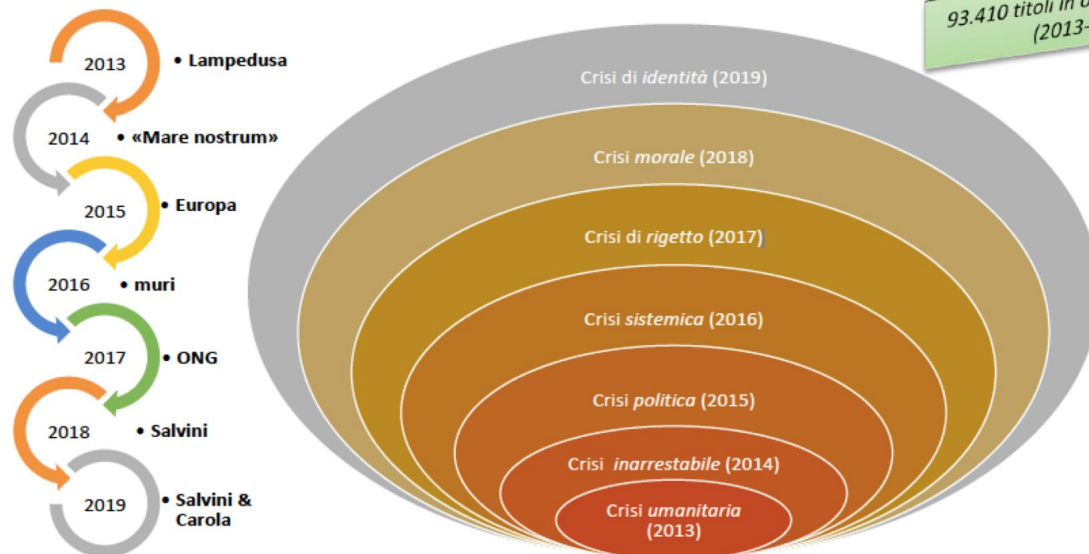 93.410 titoli in
(2013-
2013
• Lampedusa
2014
• «Mare nostrum»
2015
• Europa
2016
• muri
2017
• ONG
2018
• Salvini
2019
• Salvini &
Carola
Crisi di identità (2019)
Crisi morale (2018)
Crisi di rigetto (2017)
Crisi sistemica (2016)
Crisi politica (2015)
Crisi inarrestabile (2014)
Crisi umanitaria
(2013)